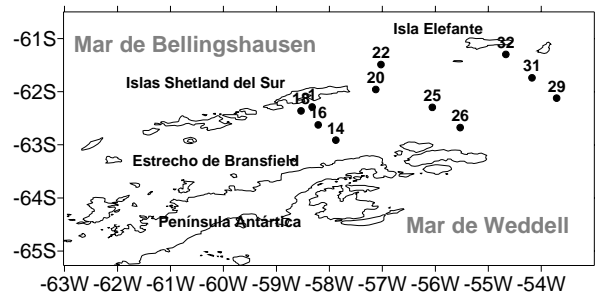 Isla Elefante
-61S
Mar de Bellingshausen
32
22
31
Islas Shetland del Sur
20
29
-62S
1
18
25
16
26
14
-63S
Estrecho de Bransfield
-64S
Península Antártica
Mar de Weddell
-65S
-63W -62W -61W -60W -59W -58W -57W -56W -55W -54W